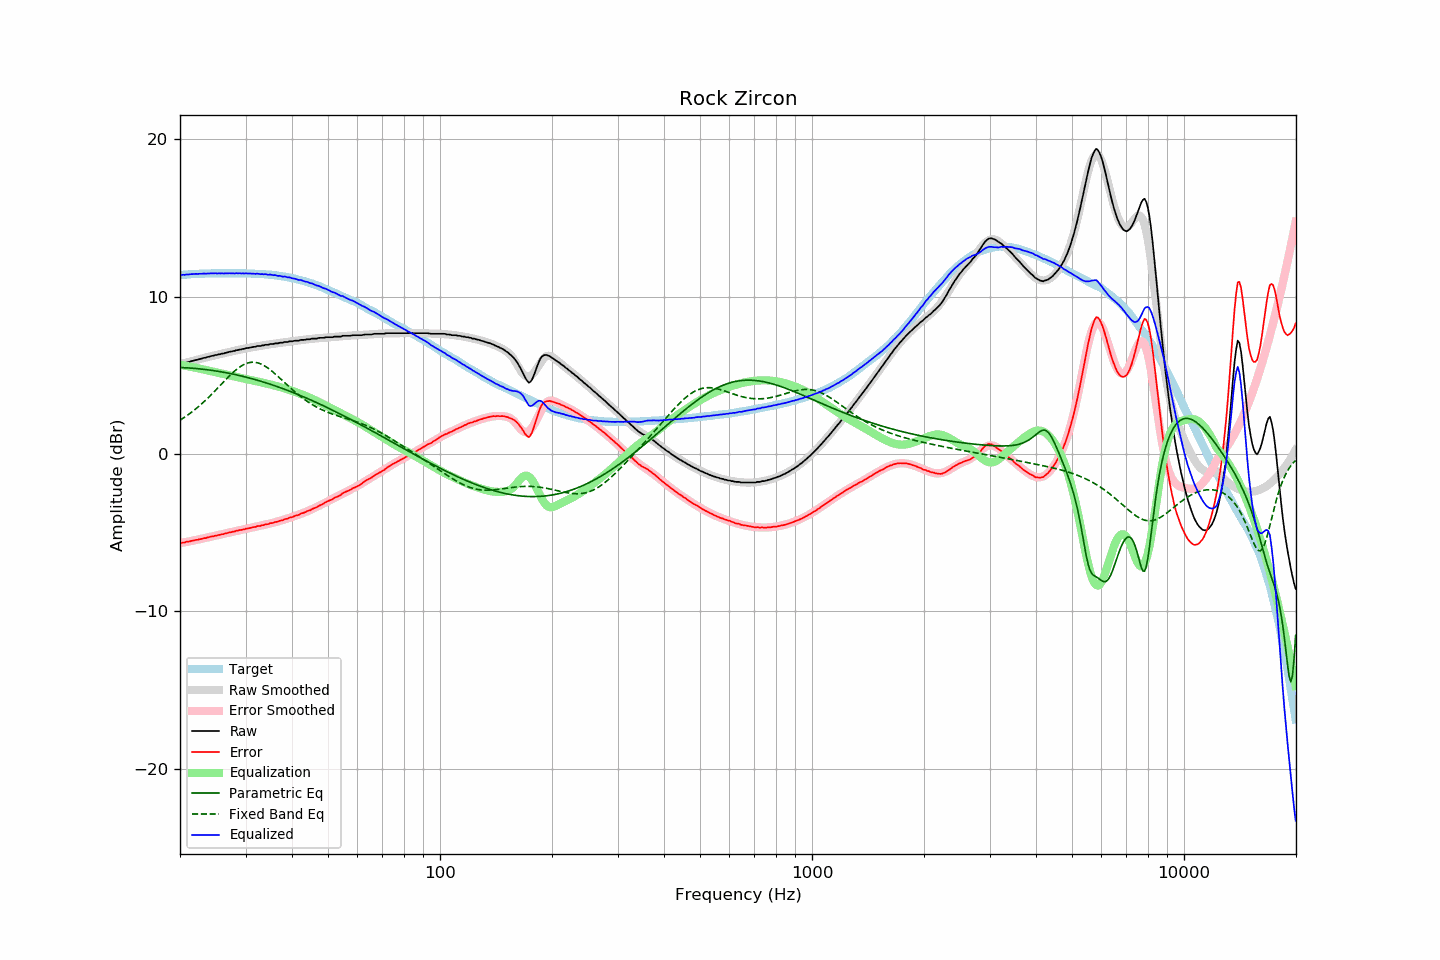 Rock Zircon
20
10
0
−10
−20
Amplitude (dBr)
Target
Raw Smoothed
Error Smoothed
Raw
Error
Equalization
Parametric Eq
Fixed Band Eq
Equalized
100
1000
10000
Frequency (Hz)